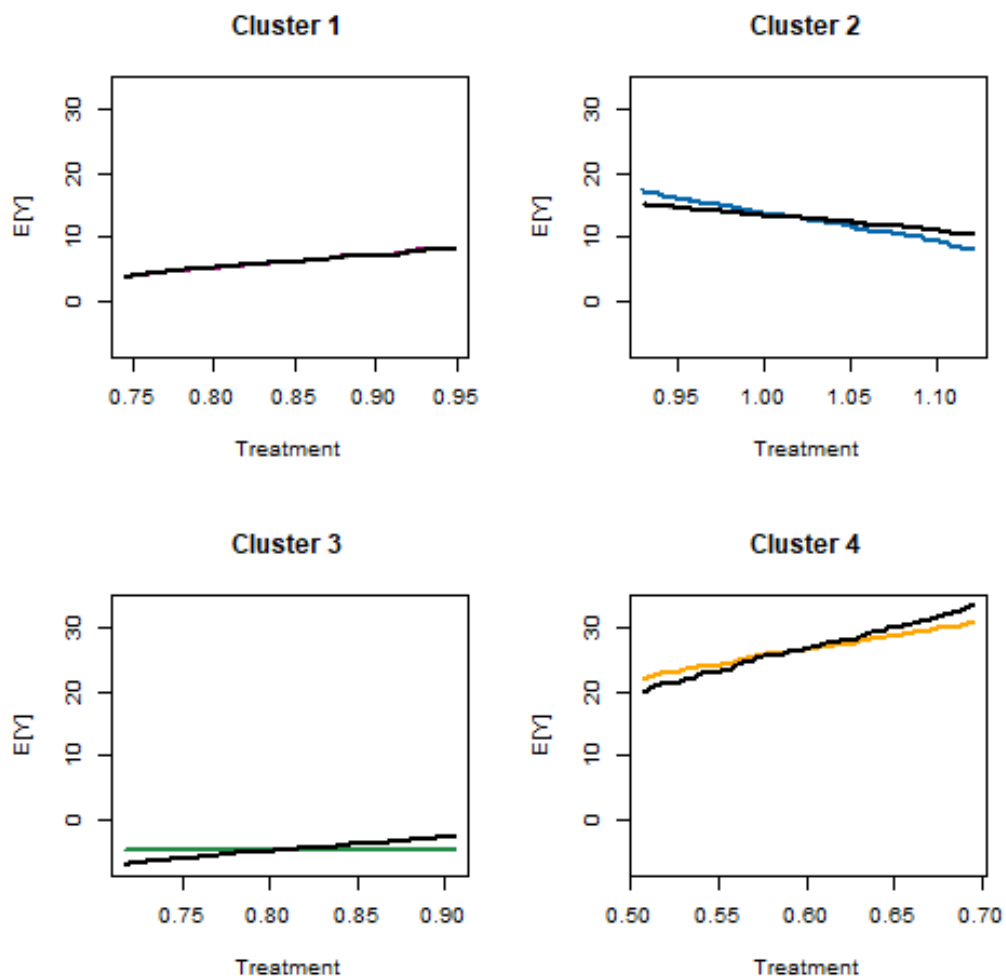 Cluster 1
30
20
10
0
E[Y]
0.75 0.80 0.85 0.90 0.95
Treatment
Cluster 2
30
20
10
0
E[Y]
0.95 1.00 1.05 1.10
Treatment
Cluster 3
30
20
10
0
E[Y]
0.75 0.80 0.85 0.90
Treatment
Cluster 4
30
20
10
0
E[Y]
0.50 0.55 0.60 0.65 0.70
Treatment